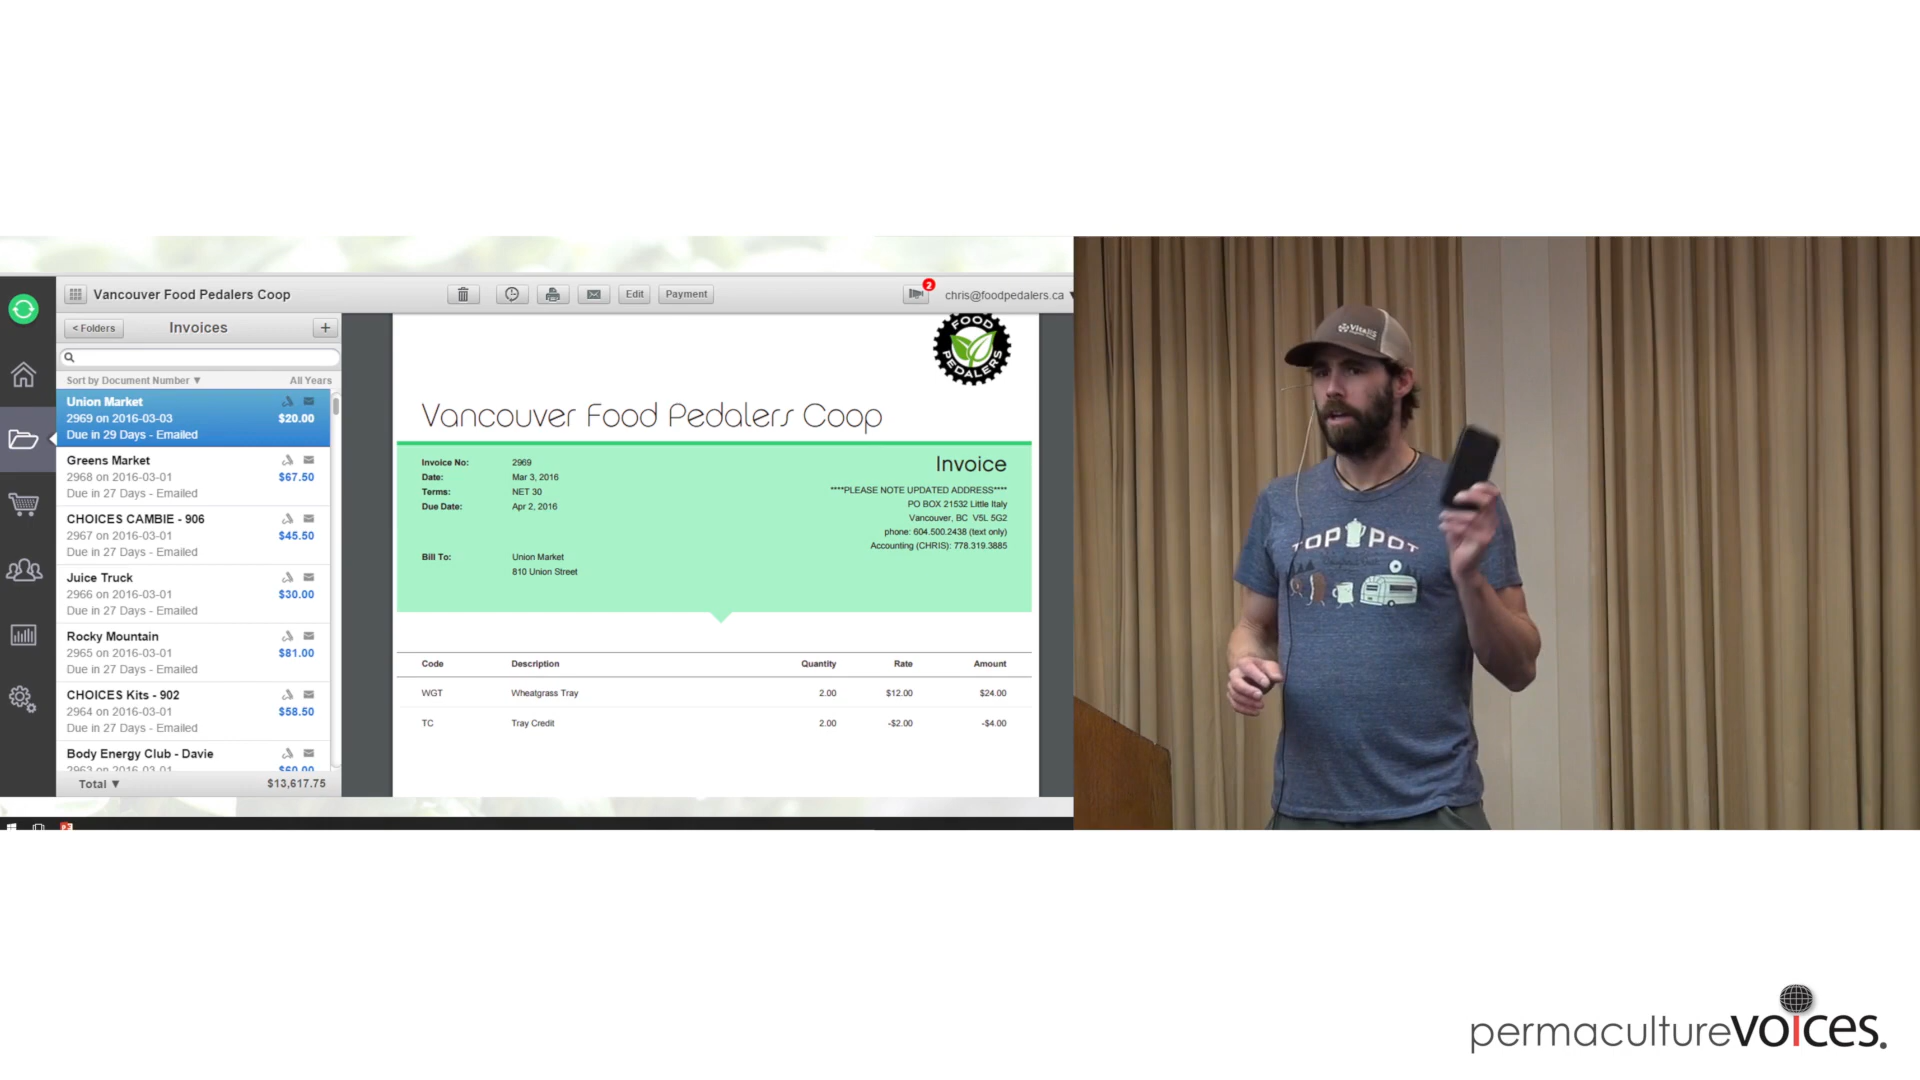 Vancouver Food Pedalers Coop
Edit
Payment
2
chris@foodpedalers.ca
< Folders
Invoices
+
Sort by Document Number ▼
All Years
Union Market
2969 on 2016-03-03
$20.00
Due in 29 Days - Emailed
Greens Market
2968 on 2016-03-01
$67.50
Due in 27 Days - Emailed
CHOICES CAMBIE - 906
2967 on 2016-03-01
$45.50
Due in 27 Days - Emailed
Juice Truck
2966 on 2016-03-01
$30.00
Due in 27 Days - Emailed
Rocky Mountain
2965 on 2016-03-01
$81.00
Due in 27 Days - Emailed
CHOICES Kits - 902
2964 on 2016-03-01
$58.50
Due in 27 Days - Emailed
Body Energy Club - Davie
2963 on 2016-03-01
$60.00
Total ▼
$13,617.75
FOOD
PEDALERS
Vancouver Food Pedalers Coop
Invoice No: 2969
Date: Mar 3, 2016
Terms: NET 30
Due Date: Apr 2, 2016
Bill To: Union Market
810 Union Street
Invoice
****PLEASE NOTE UPDATED ADDRESS****
PO BOX 21532 Little Italy
Vancouver, BC V5L 5G2
phone: 604.500.2438 (text only)
Accounting (CHRIS): 778.319.3885
Code Description Quantity Rate Amount
WGT Wheatgrass Tray 2.00 $12.00 $24.00
TC Tray Credit 2.00 -$2.00 -$4.00
Vitalis
TOP POT
permaculturevoices.